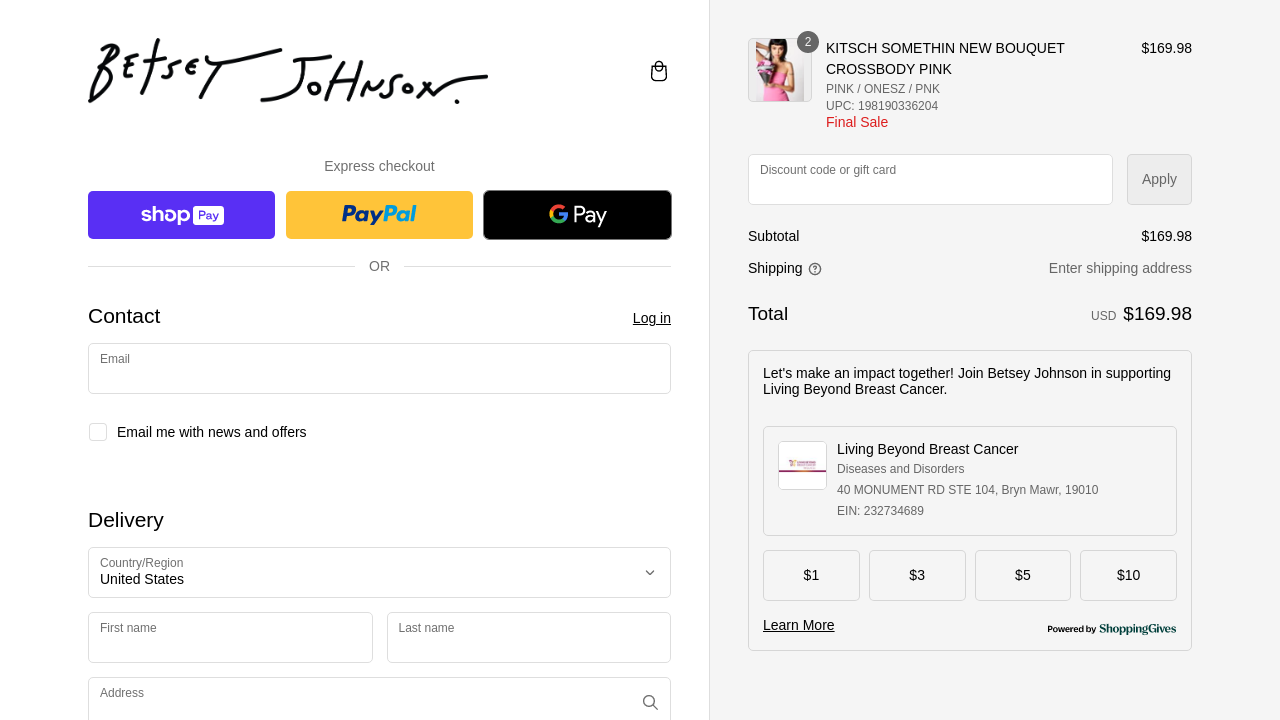 BETSEY JOHNSON.
Express checkout
shop Pay
PayPal
G Pay
OR
Contact
Log in
Email
Email me with news and offers
Delivery
Country/Region
United States
First name
Last name
Address
2
KITSCH SOMETHIN NEW BOUQUET
CROSSBODY PINK
$169.98
PINK / ONESZ / PNK
UPC: 198190336204
Final Sale
Discount code or gift card
Apply
Subtotal
$169.98
Shipping
Enter shipping address
Total
USD $169.98
Let's make an impact together! Join Betsey Johnson in supporting
Living Beyond Breast Cancer.
Living Beyond Breast Cancer
Diseases and Disorders
40 MONUMENT RD STE 104, Bryn Mawr, 19010
EIN: 232734689
$1
$3
$5
$10
Learn More
Powered by ShoppingGives